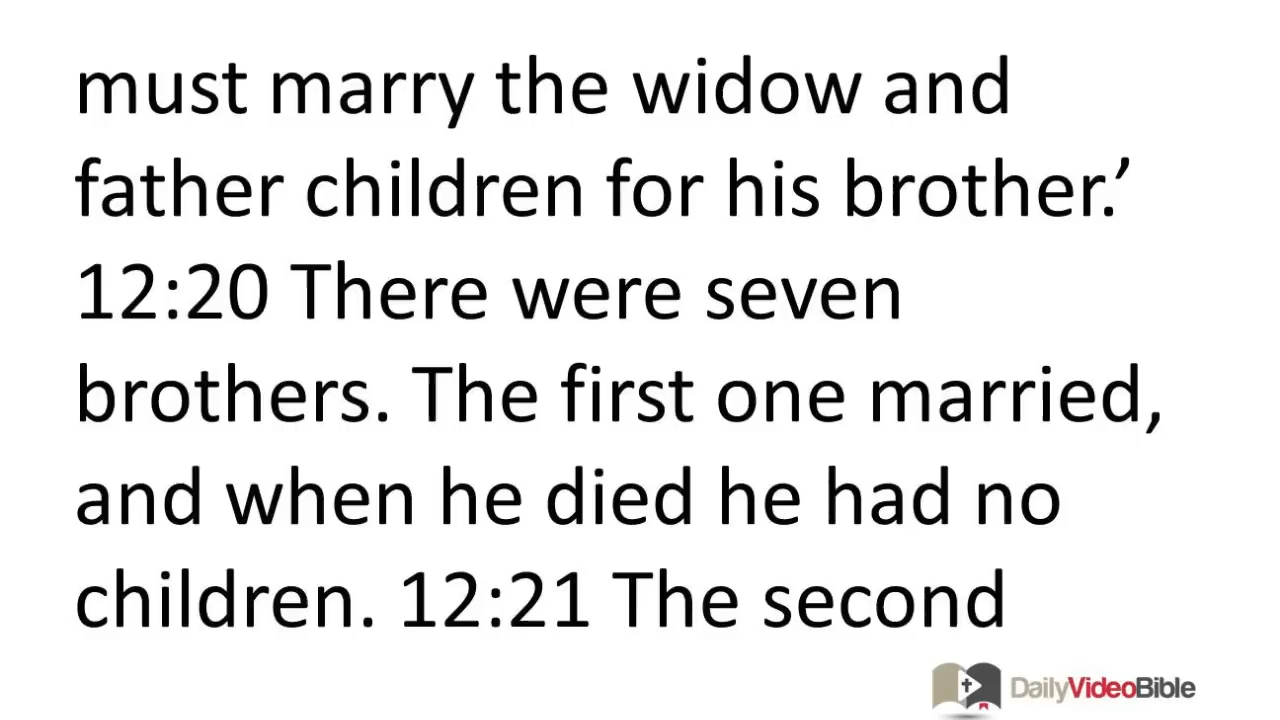 must marry the widow and
father children for his brother.’
12:20 There were seven
brothers. The first one married,
and when he died he had no
children. 12:21 The second
DailyVideoBible